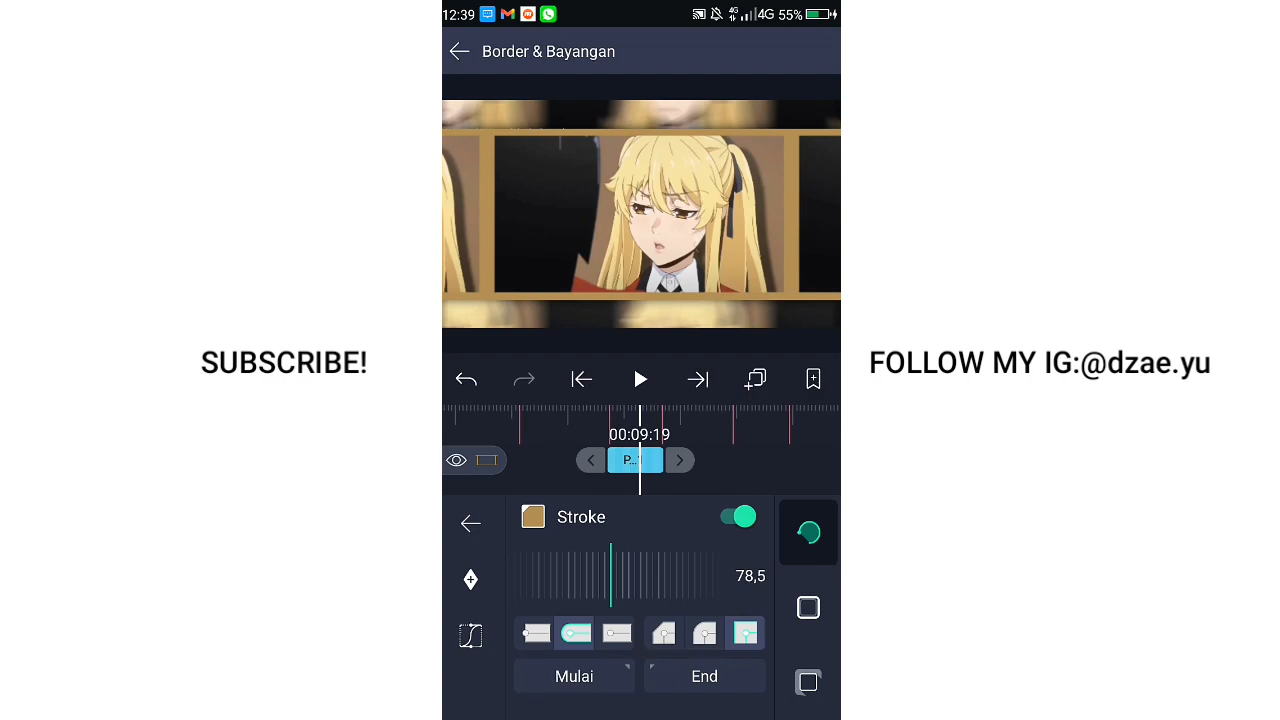 12:39
4G
4G 55%
Border & Bayangan
SUBSCRIBE!
FOLLOW MY IG:@dzae.yu
00:09:19
P...
Stroke
78,5
Mulai
End